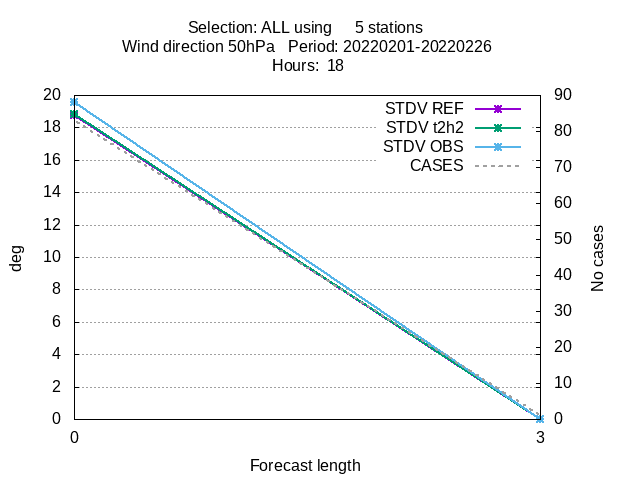 Selection: ALL using     5 stations
Wind direction 50hPa   Period: 20220201-20220226
Hours:  18
STDV REF
STDV t2h2
STDV OBS
CASES
20
18
16
14
12
10
8
6
4
2
0
90
80
70
60
50
40
30
20
10
0
deg
No cases
0
3
Forecast length